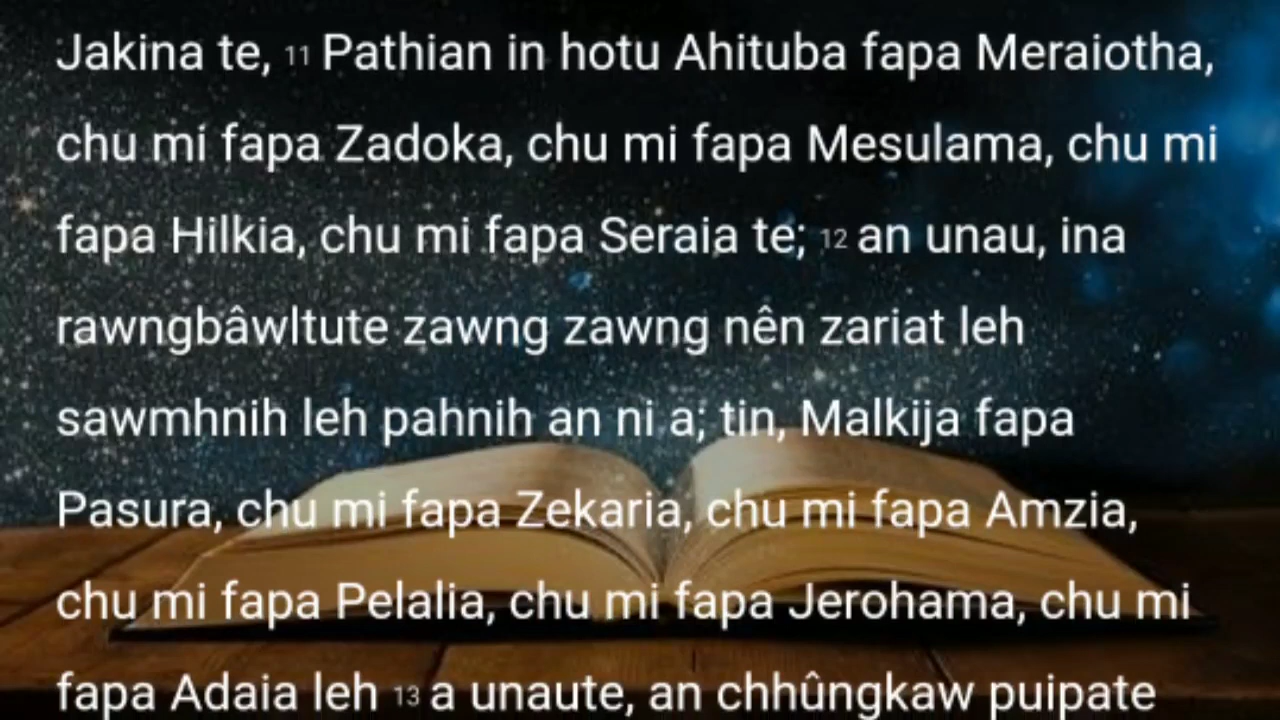 Jakina te, 11 Pathian in hotu Ahituba fapa Meraiotha,
chu mi fapa Zadoka, chu mi fapa Mesulama, chu mi
fapa Hilkia, chu mi fapa Seraia te; 12 an unau, ina
rawngbâwltute zawng zawng nên zariat leh
sawmhnih leh pahnih an ni a; tin, Malkija fapa
Pasura, chu mi fapa Zekaria, chu mi fapa Amzia,
chu mi fapa Pelalia, chu mi fapa Jerohama, chu mi
fapa Adaia leh 13 a unaute, an chhûngkaw puipate